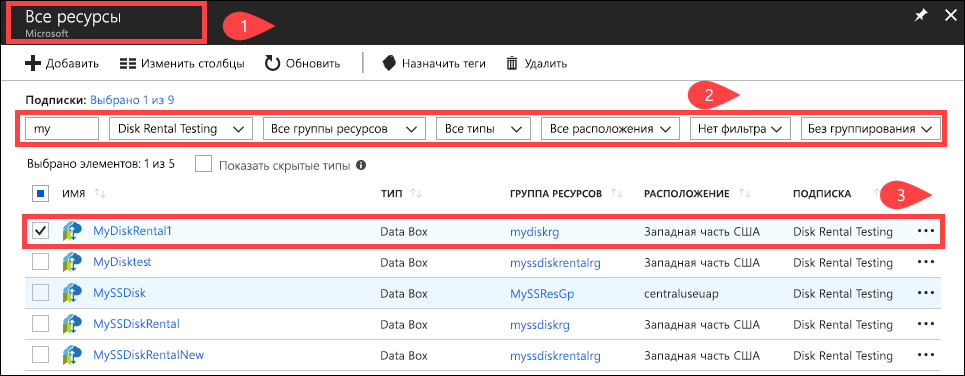 Все ресурсы
Microsoft
1
Добавить Изменить столбцы Обновить Назначить теги Удалить
Подписки: Выбрано 1 из 9
2
my Disk Rental Testing Все группы ресурсов Все типы Все расположения Нет фильтра Без группирования
Выбрано элементов: 1 из 5 Показать скрытые типы
ИМЯ ТИП ГРУППА РЕСУРСОВ РАСПОЛОЖЕНИЕ ПОДПИСКА
3
MyDiskRental1 Data Box mydiskrg Западная часть США Disk Rental Testing
MyDisktest Data Box myssdiskrentalrg Западная часть США Disk Rental Testing
MySSDisk Data Box MySSResGp centraluseuap Disk Rental Testing
MySSDiskRental Data Box myssdiskrg Западная часть США Disk Rental Testing
MySSDiskRentalNew Data Box myssdiskrentalrg Западная часть США Disk Rental Testing